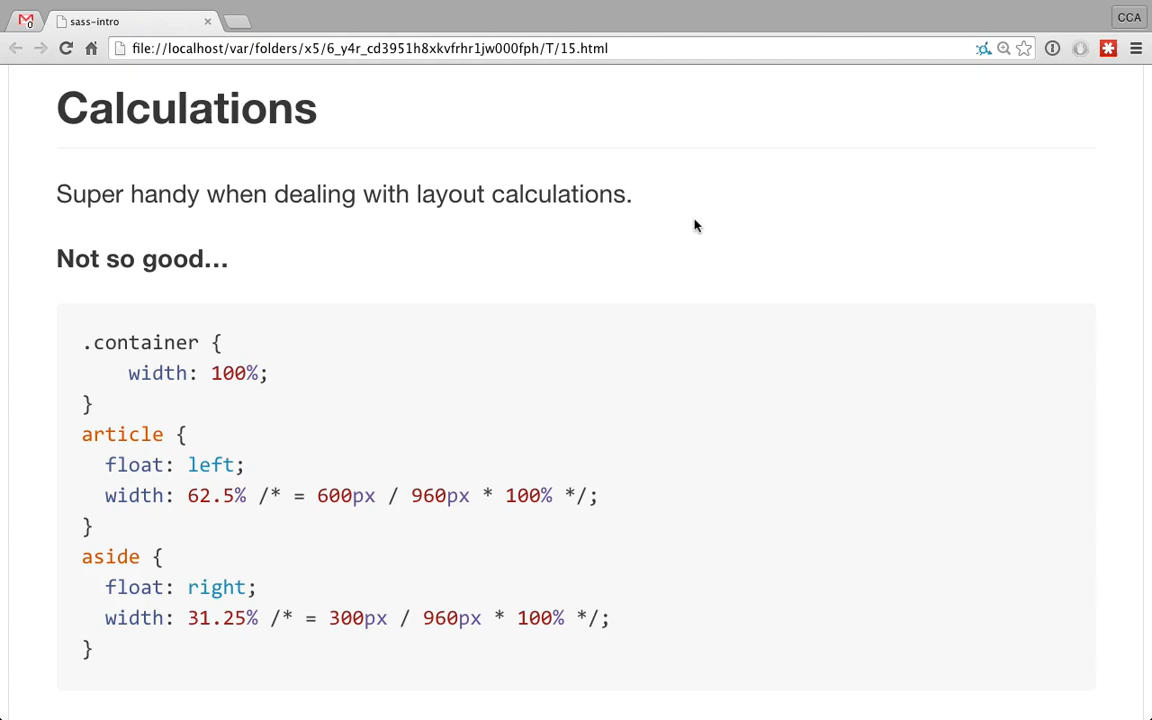 sass-intro
CCA
file://localhost/var/folders/x5/6_y4r_cd3951h8xkvfrhr1jw000fph/T/15.html
Calculations
Super handy when dealing with layout calculations.
Not so good...
.container {
    width: 100%;
}
article {
  float: left;
  width: 62.5% /* = 600px / 960px * 100% */;
}
aside {
  float: right;
  width: 31.25% /* = 300px / 960px * 100% */;
}